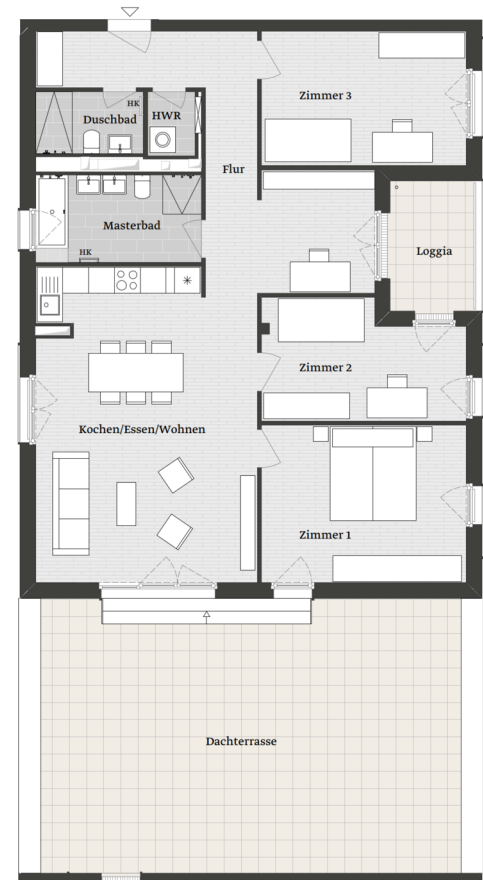 Zimmer 3
HK
Duschbad
HWR
Flur
Masterbad
HK
Loggia
Zimmer 2
Kochen/Essen/Wohnen
Zimmer 1
Dachterrasse